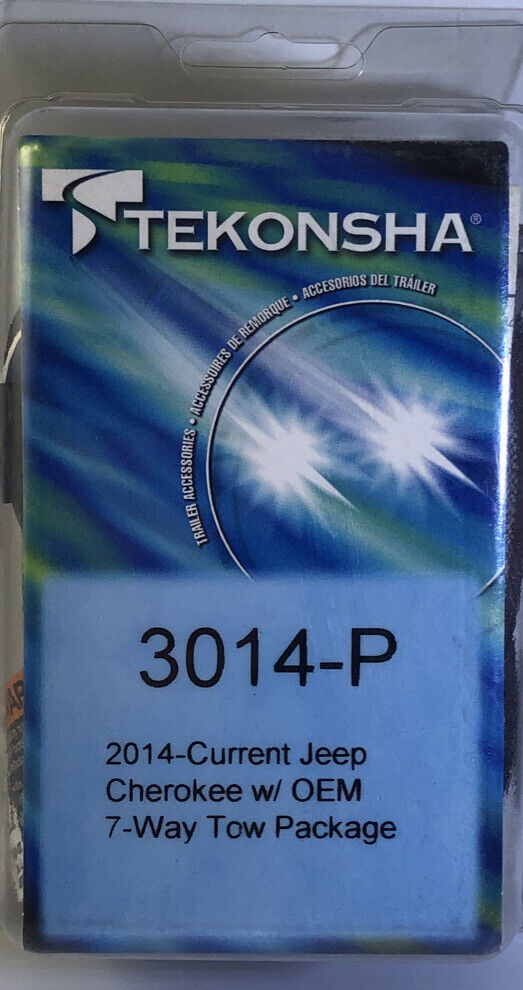 TEKONSHA®
TRAILER ACCESSORIES • ACCESSOIRES DE REMORQUE • ACCESORIOS DEL TRÁILER
3014-P
2014-Current Jeep
Cherokee w/ OEM
7-Way Tow Package